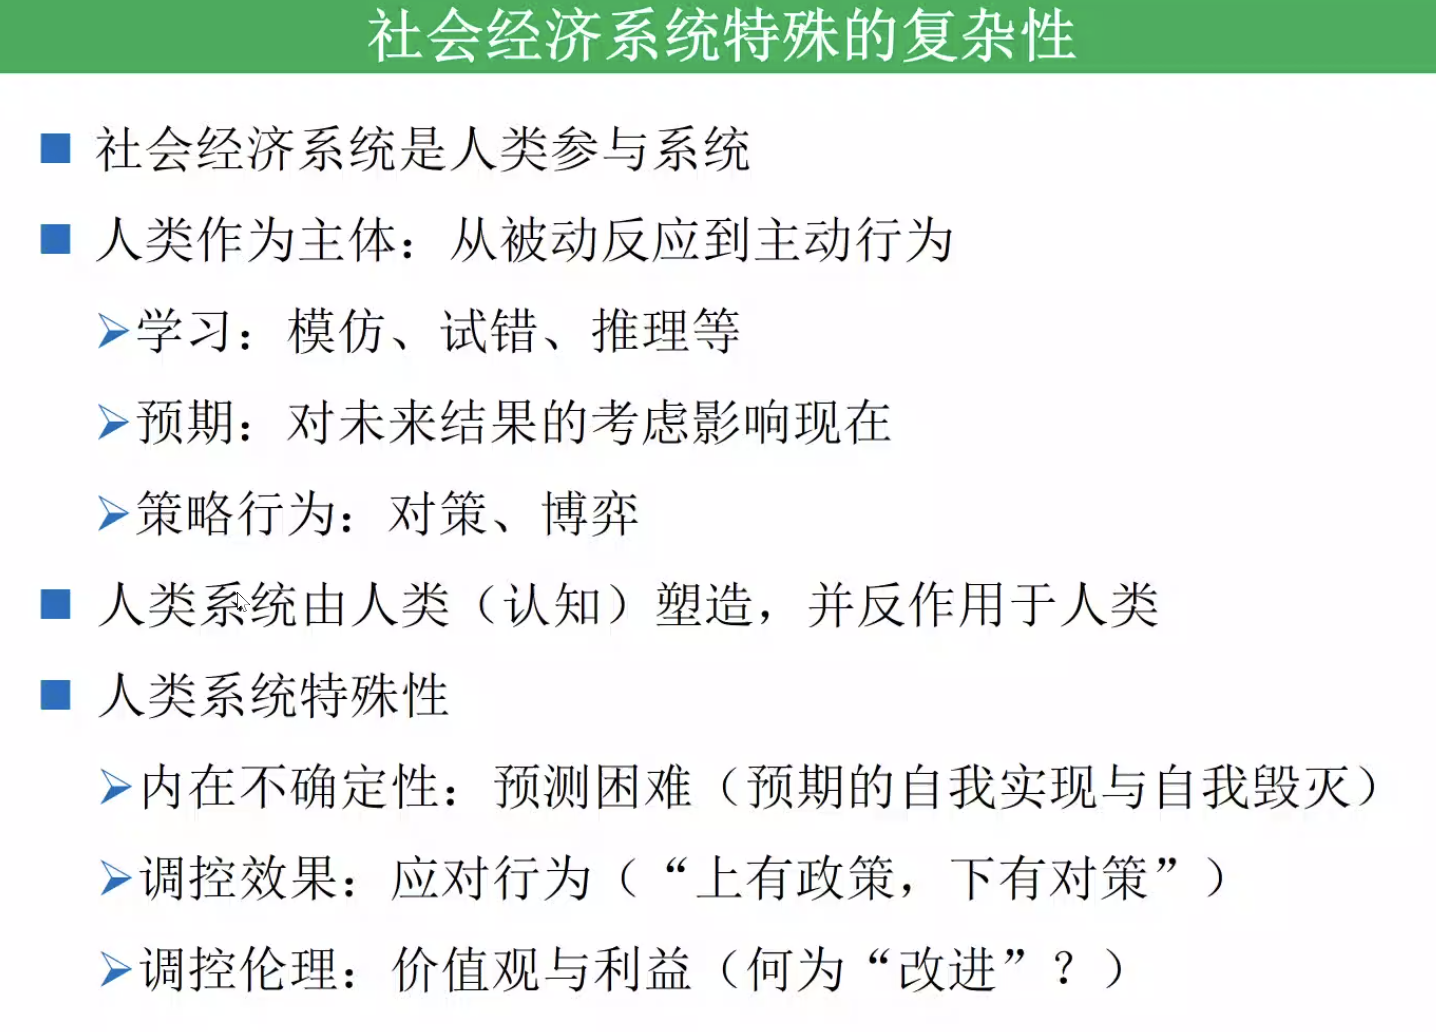 社会经济系统特殊的复杂性
社会经济系统是人类参与系统
人类作为主体：从被动反应到主动行为
学习：模仿、试错、推理等
预期：对未来结果的考虑影响现在
策略行为：对策、博弈
人类系统由人类（认知）塑造，并反作用于人类
人类系统特殊性
内在不确定性：预测困难（预期的自我实现与自我毁灭）
调控效果：应对行为（“上有政策，下有对策”）
调控伦理：价值观与利益（何为“改进”？）